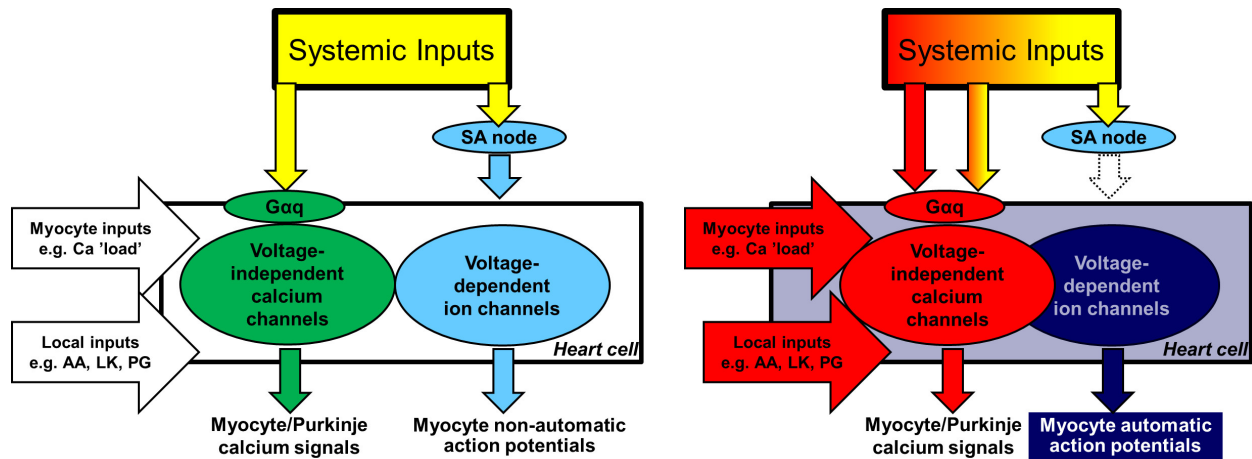 Systemic Inputs
SA node
Gαq
Myocyte inputs
e.g. Ca ’load’
Voltage-
independent
calcium
channels
Voltage-
dependent
ion channels
Local inputs
e.g. AA, LK, PG
Heart cell
Myocyte/Purkinje
calcium signals
Myocyte non-automatic
action potentials
Systemic Inputs
SA node
Gαq
Myocyte inputs
e.g. Ca ’load’
Voltage-
independent
calcium
channels
Voltage-
dependent
ion channels
Local inputs
e.g. AA, LK, PG
Heart cell
Myocyte/Purkinje
calcium signals
Myocyte automatic
action potentials